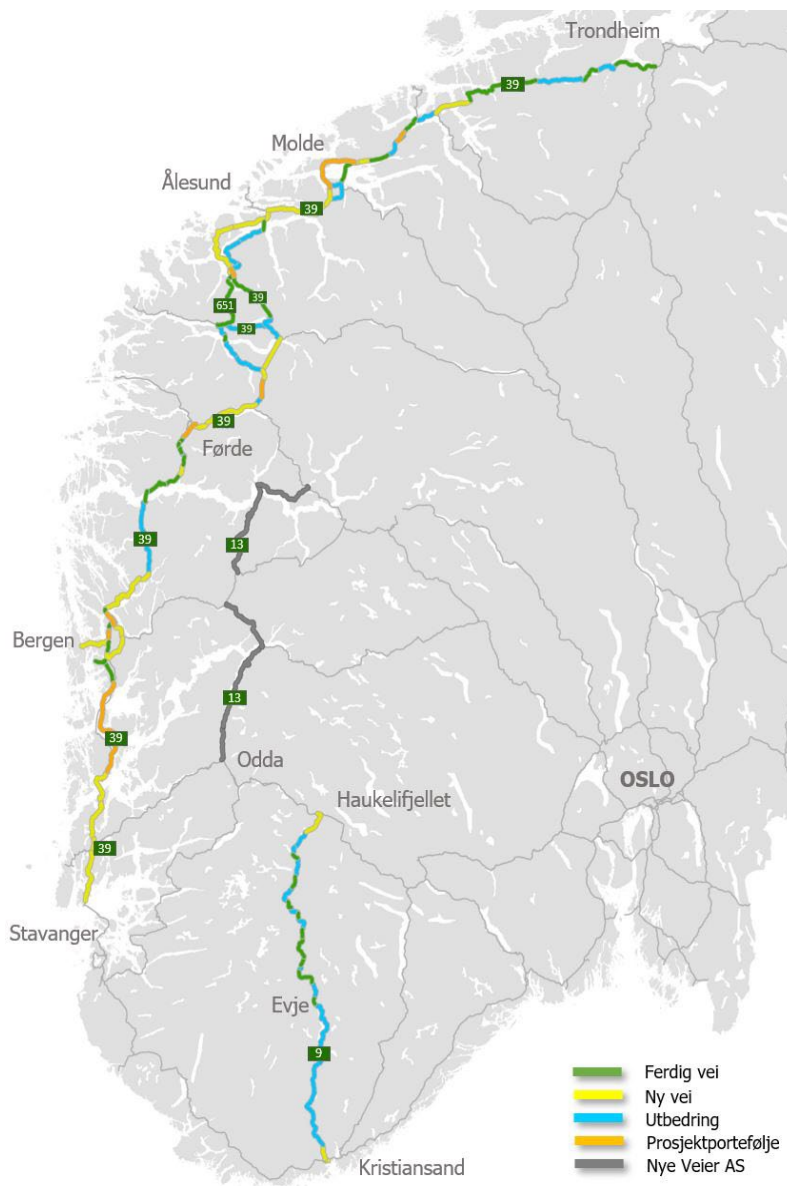 Trondheim
39
Molde
Ålesund
39
39
651
39
39
Førde
39
13
Bergen
13
39
Odda
OSLO
Haukelifjellet
39
Stavanger
Evje
9
Kristiansand
Ferdig vei
Ny vei
Utbedring
Prosjektportefølje
Nye Veier AS